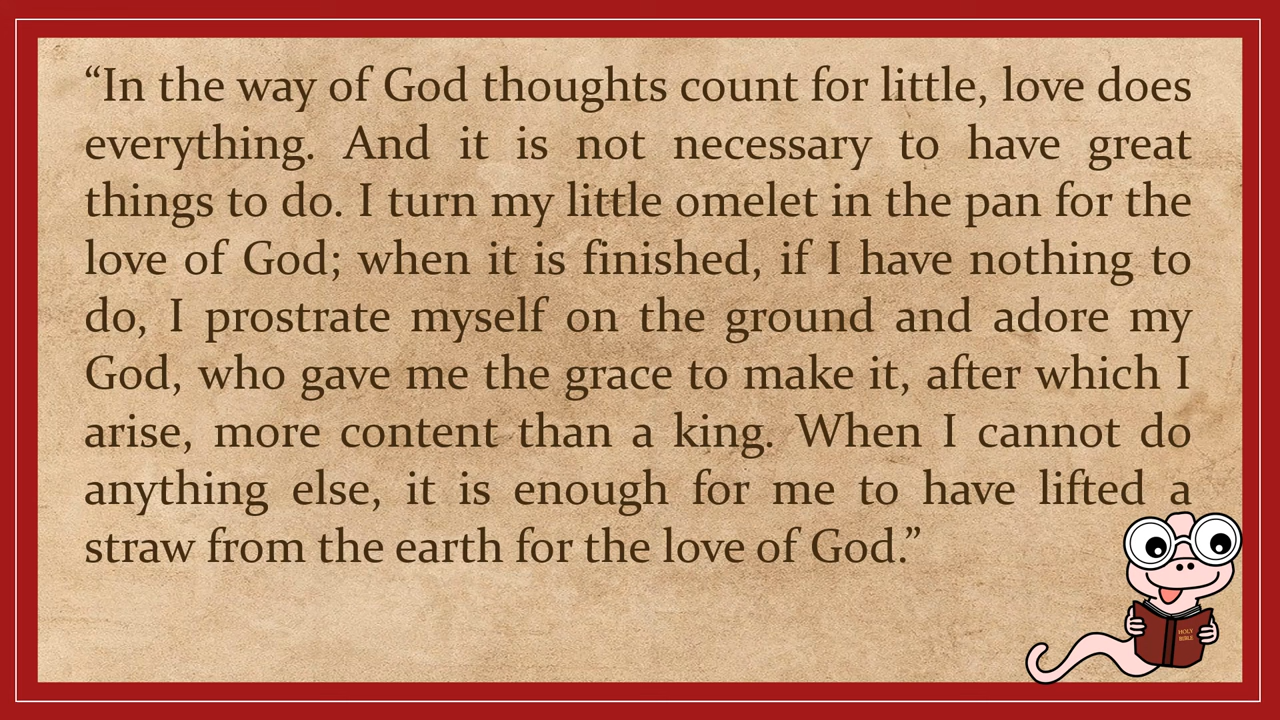 “In the way of God thoughts count for little, love does
everything. And it is not necessary to have great
things to do. I turn my little omelet in the pan for the
love of God; when it is finished, if I have nothing to
do, I prostrate myself on the ground and adore my
God, who gave me the grace to make it, after which I
arise, more content than a king. When I cannot do
anything else, it is enough for me to have lifted a
straw from the earth for the love of God.”
HOLY
BIBLE